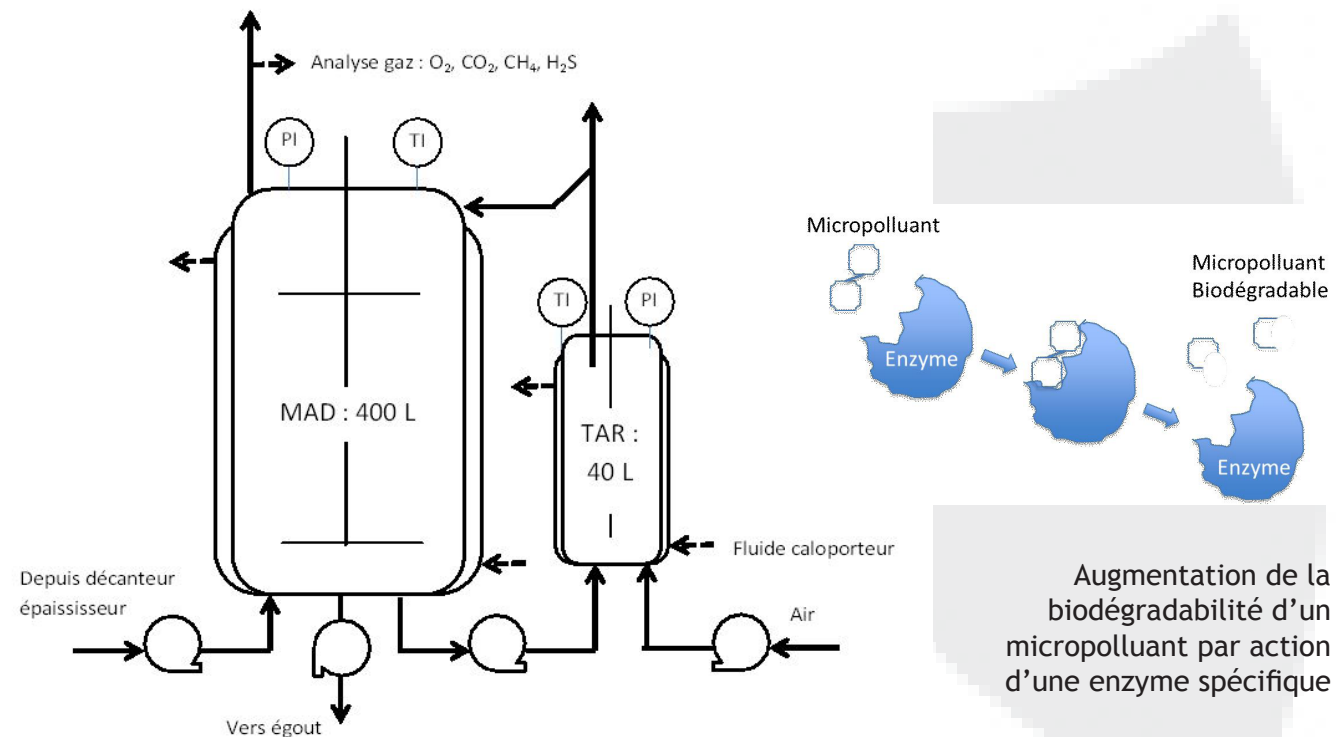 Analyse gaz : O₂, CO₂, CH₄, H₂S
PI
TI
MAD : 400 L
TI
PI
TAR :
40 L
Fluide caloporteur
Depuis décanteur
épaississeur
Air
Vers égout
Micropolluant
Enzyme
Micropolluant
Biodégradable
Enzyme
Augmentation de la
biodégradabilité d’un
micropolluant par action
d’une enzyme spécifique